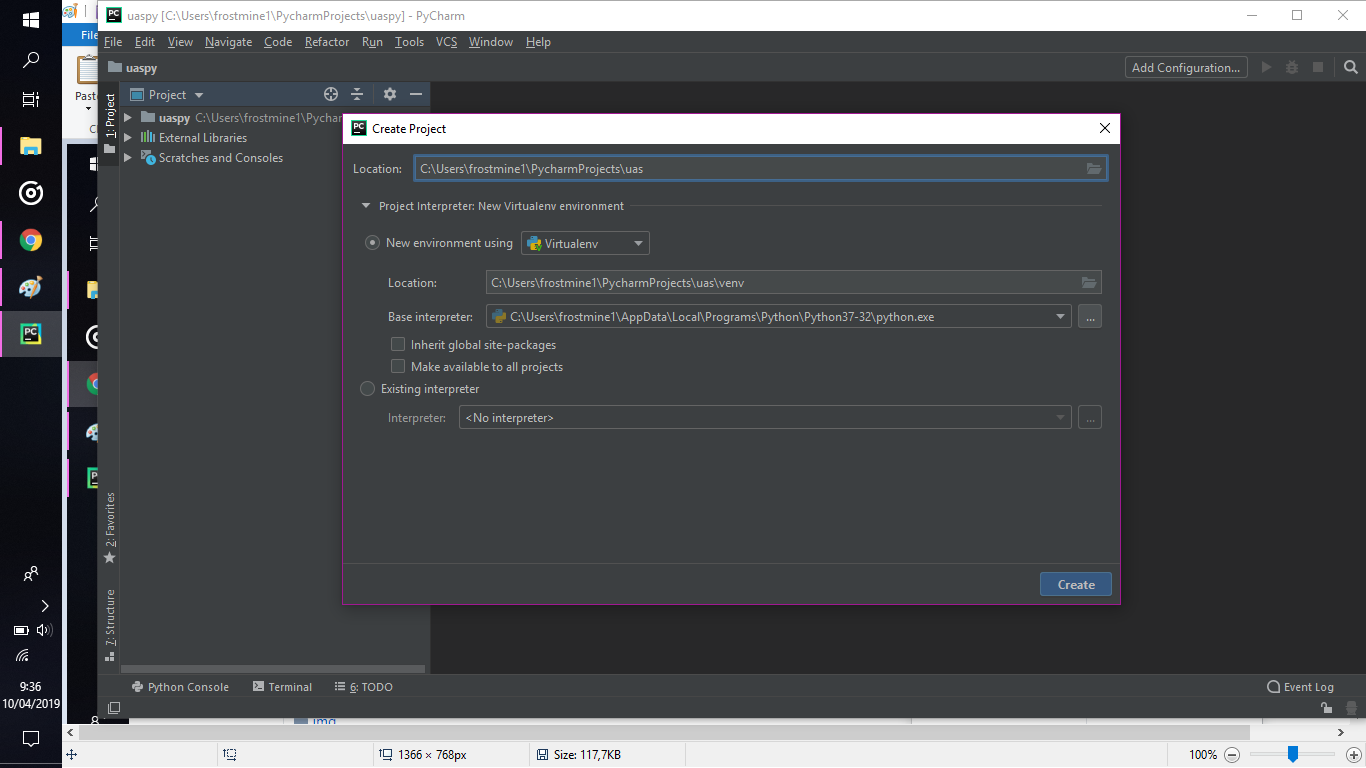 File
Paste
uaspy [C:\Users\frostmine1\PycharmProjects\uaspy] - PyCharm
File Edit View Navigate Code Refactor Run Tools VCS Window Help
uaspy
Add Configuration...
1: Project
Project
uaspy C:\Users\frostmine1\Pychar
External Libraries
Scratches and Consoles
Create Project
Location: C:\Users\frostmine1\PycharmProjects\uas
Project Interpreter: New Virtualenv environment
New environment using Virtualenv
Location: C:\Users\frostmine1\PycharmProjects\uas\venv
Base interpreter: C:\Users\frostmine1\AppData\Local\Programs\Python\Python37-32\python.exe ...
Inherit global site-packages
Make available to all projects
Existing interpreter
Interpreter: <No interpreter> ...
Create
2: Favorites
7: Structure
Python Console Terminal 6: TODO
Event Log
9:36
10/04/2019
img
1366 × 768px
Size: 117,7KB
100%